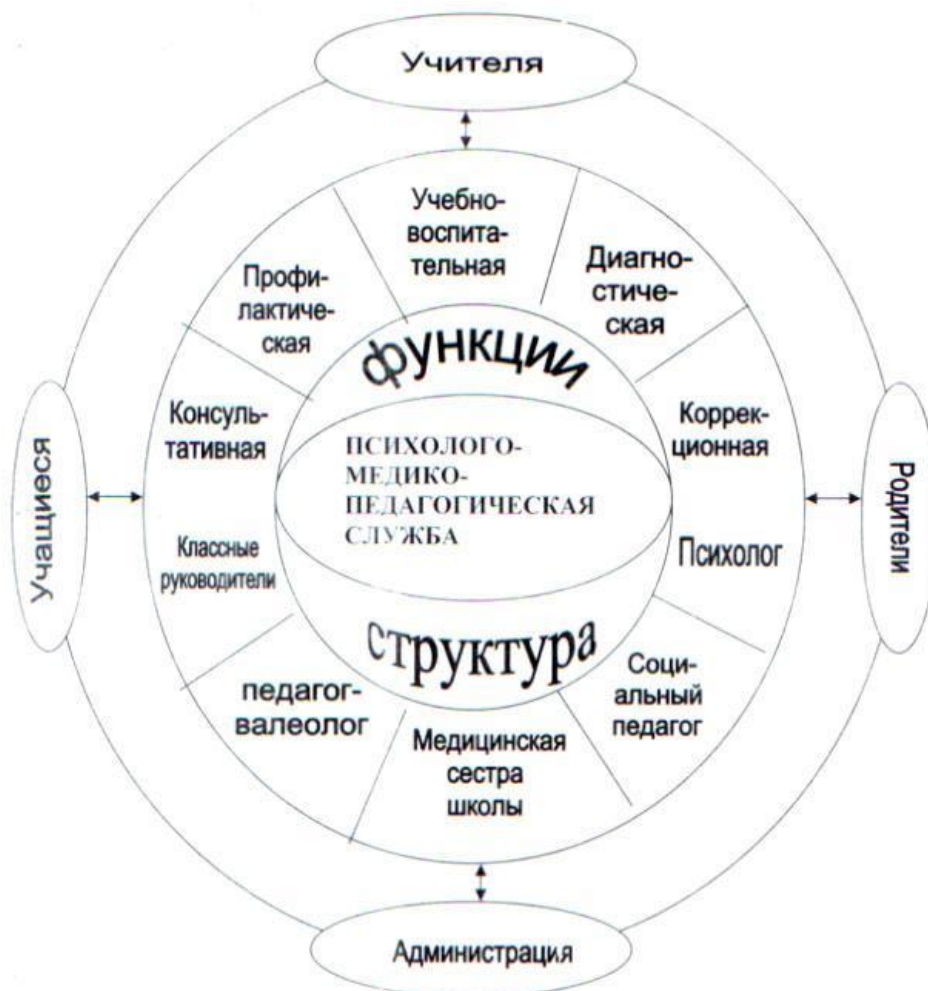 Учителя
Учебно-
воспита-
тельная
Диагно-
стиче-
ская
Профи-
лактиче-
ская
функции
Консуль-
тативная
Коррек-
ционная
ПСИХОЛОГО-
МЕДИКО-
ПЕДАГОГИЧЕСКАЯ
СЛУЖБА
Учащиеся
Родители
Классные
руководители
Психолог
структура
педагог-
валеолог
Медицинская
сестра
школы
Соци-
альный
педагог
Администрация